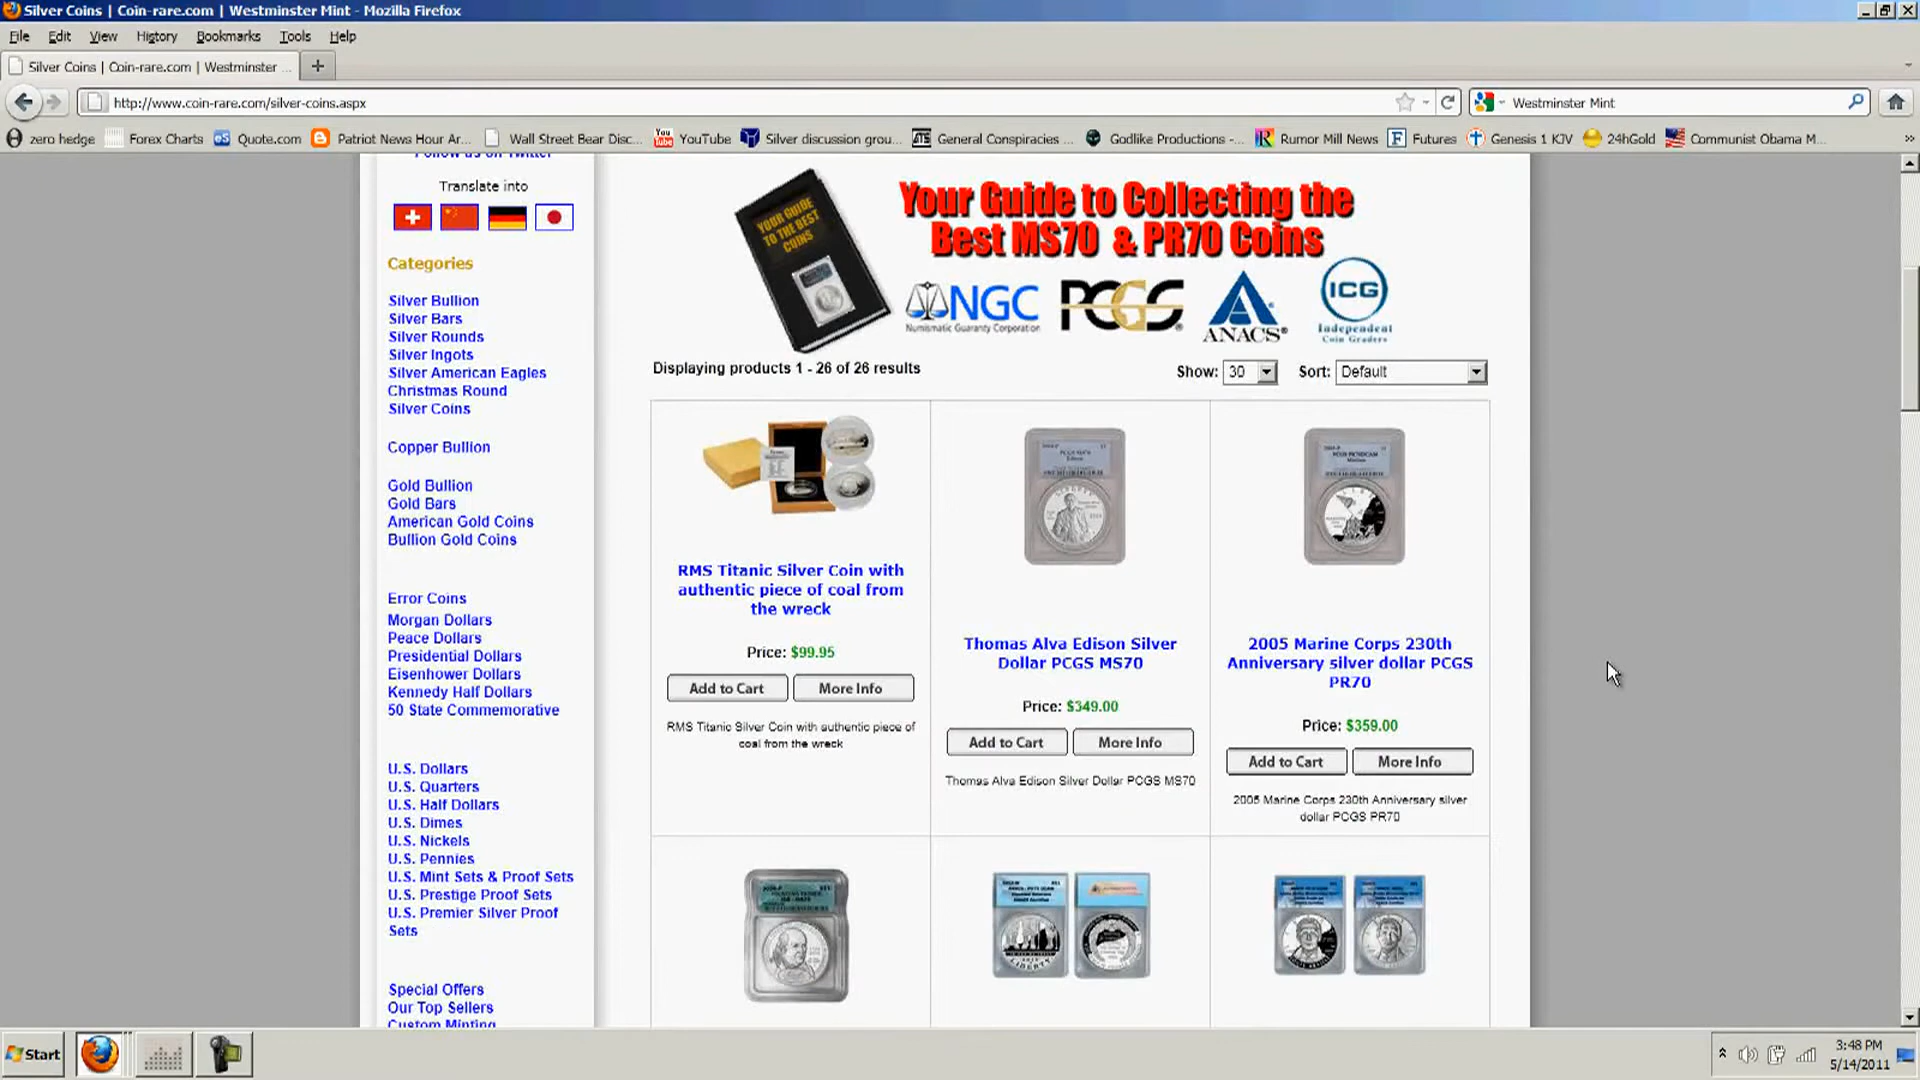 Silver Coins | Coin-rare.com | Westminster Mint - Mozilla Firefox
File Edit View History Bookmarks Tools Help
Silver Coins | Coin-rare.com | Westminster ...
http://www.coin-rare.com/silver-coins.aspx
Westminster Mint
zero hedge Forex Charts Quote.com Patriot News Hour Ar... Wall Street Bear Disc... YouTube Silver discussion grou... General Conspiracies ... Godlike Productions -... Rumor Mill News Futures Genesis 1 KJV 24hGold Communist Obama M...
Follow us on Twitter
Translate into
Categories
Silver Bullion
Silver Bars
Silver Rounds
Silver Ingots
Silver American Eagles
Christmas Round
Silver Coins
Copper Bullion
Gold Bullion
Gold Bars
American Gold Coins
Bullion Gold Coins
Error Coins
Morgan Dollars
Peace Dollars
Presidential Dollars
Eisenhower Dollars
Kennedy Half Dollars
50 State Commemorative
U.S. Dollars
U.S. Quarters
U.S. Half Dollars
U.S. Dimes
U.S. Nickels
U.S. Pennies
U.S. Mint Sets & Proof Sets
U.S. Prestige Proof Sets
U.S. Premier Silver Proof
Sets
Special Offers
Our Top Sellers
Custom Minting
YOUR GUIDE
TO THE BEST
COINS
Your Guide to Collecting the
Best MS70 & PR70 Coins
NGC
Numismatic Guaranty Corporation
PCGS
ANACS
ICG
Independent
Coin Graders
Displaying products 1 - 26 of 26 results
Show: 30 Sort: Default
RMS Titanic Silver Coin with
authentic piece of coal from
the wreck
Price: $99.95
Add to Cart More Info
RMS Titanic Silver Coin with authentic piece of
coal from the wreck
Thomas Alva Edison Silver
Dollar PCGS MS70
Price: $349.00
Add to Cart More Info
Thomas Alva Edison Silver Dollar PCGS MS70
2005 Marine Corps 230th
Anniversary silver dollar PCGS
PR70
Price: $359.00
Add to Cart More Info
2005 Marine Corps 230th Anniversary silver
dollar PCGS PR70
LIBERTY
Start
3:48 PM
5/14/2011